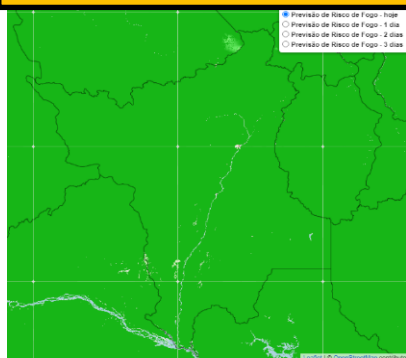 Previsão de Risco de Fogo - hoje
Previsão de Risco de Fogo - 1 dia
Previsão de Risco de Fogo - 2 dias
Previsão de Risco de Fogo - 3 dias
Leaflet | © OpenStreetMap contributors